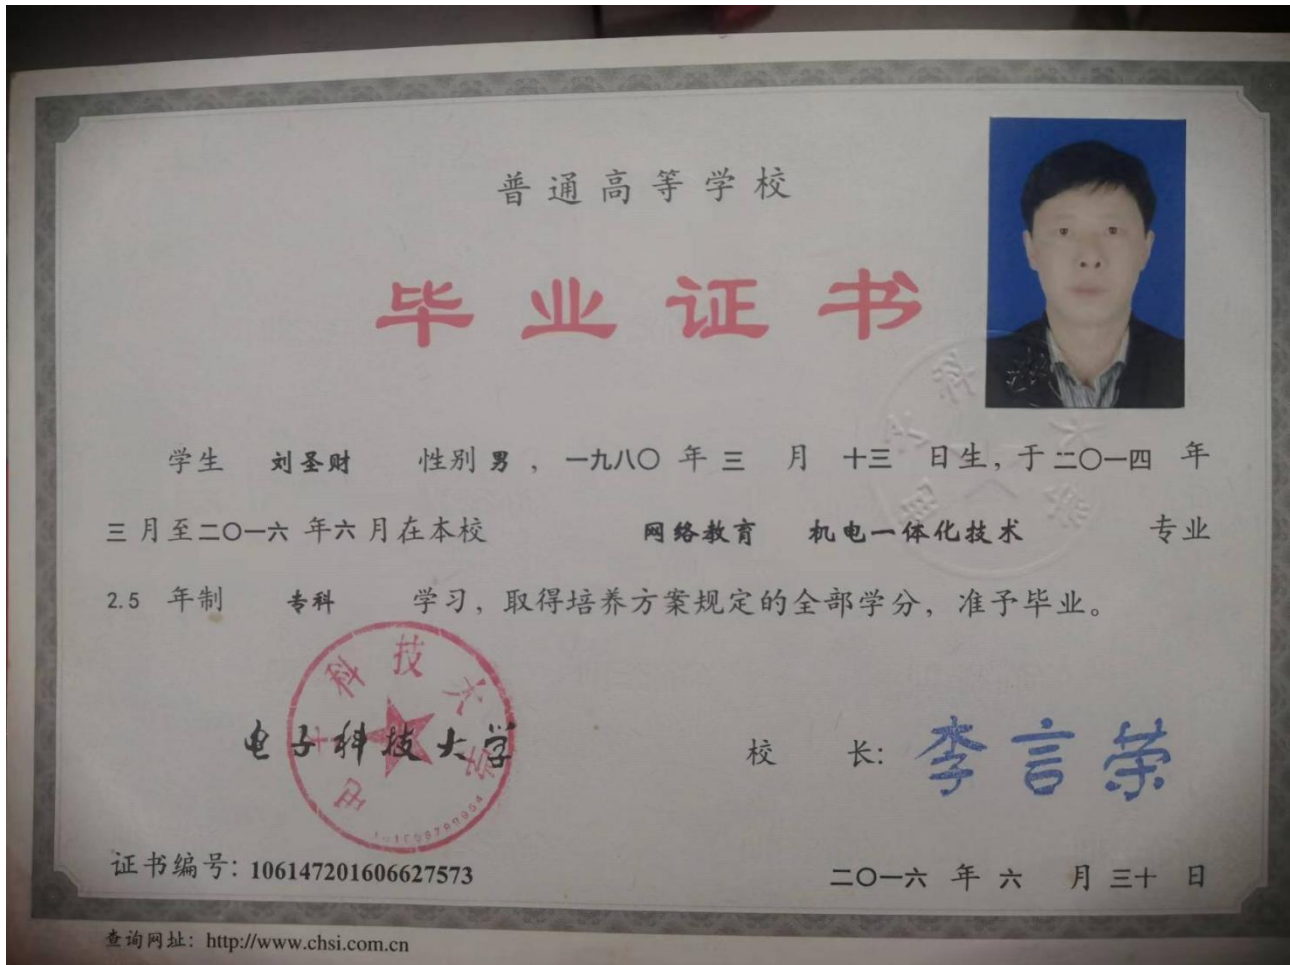 普通高等学校
毕业证书
学生 刘圣财 性别 男，一九八〇 年 三 月 十三 日生，于 二〇一四 年
三 月至 二〇一六 年 六 月在本校 网络教育 机电一体化技术 专业
2.5 年制 专科 学习，取得培养方案规定的全部学分，准予毕业。
电子科技大学
电子科技大学
校 长：李言荣
证书编号：106147201606627573
二〇一六 年 六 月 三十 日
查询网址：http://www.chsi.com.cn